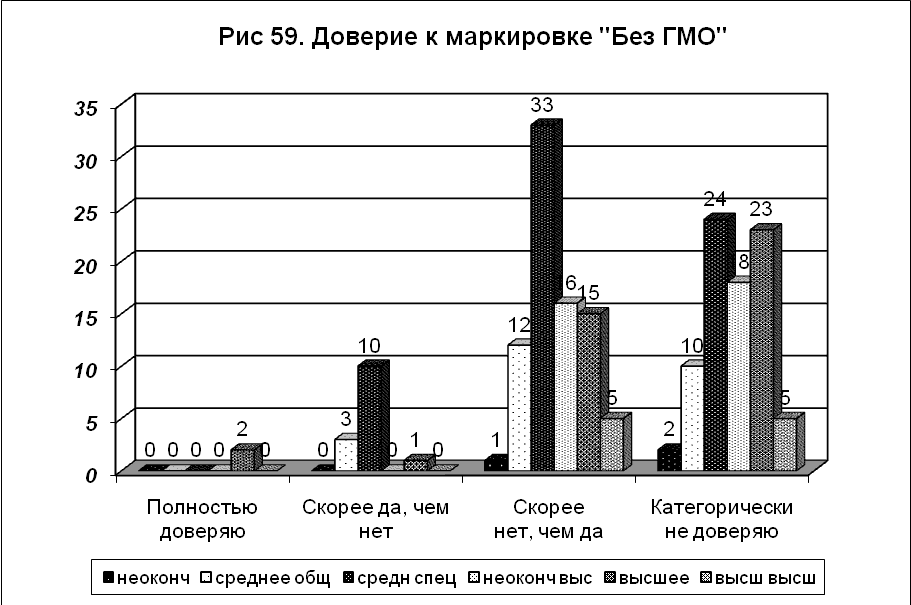 Рис 59. Доверие к маркировке "Без ГМО"
35
30
25
20
15
10
5
0
0 0 0 0 2 0
0 3 10 0 1 0
1 12 33 6 15 5
2 10 24 8 23 5
Полностью доверяю
Скорее да, чем нет
Скорее нет, чем да
Категорически не доверяю
неоконч среднее общ средн спец неоконч выс высшее высш высш